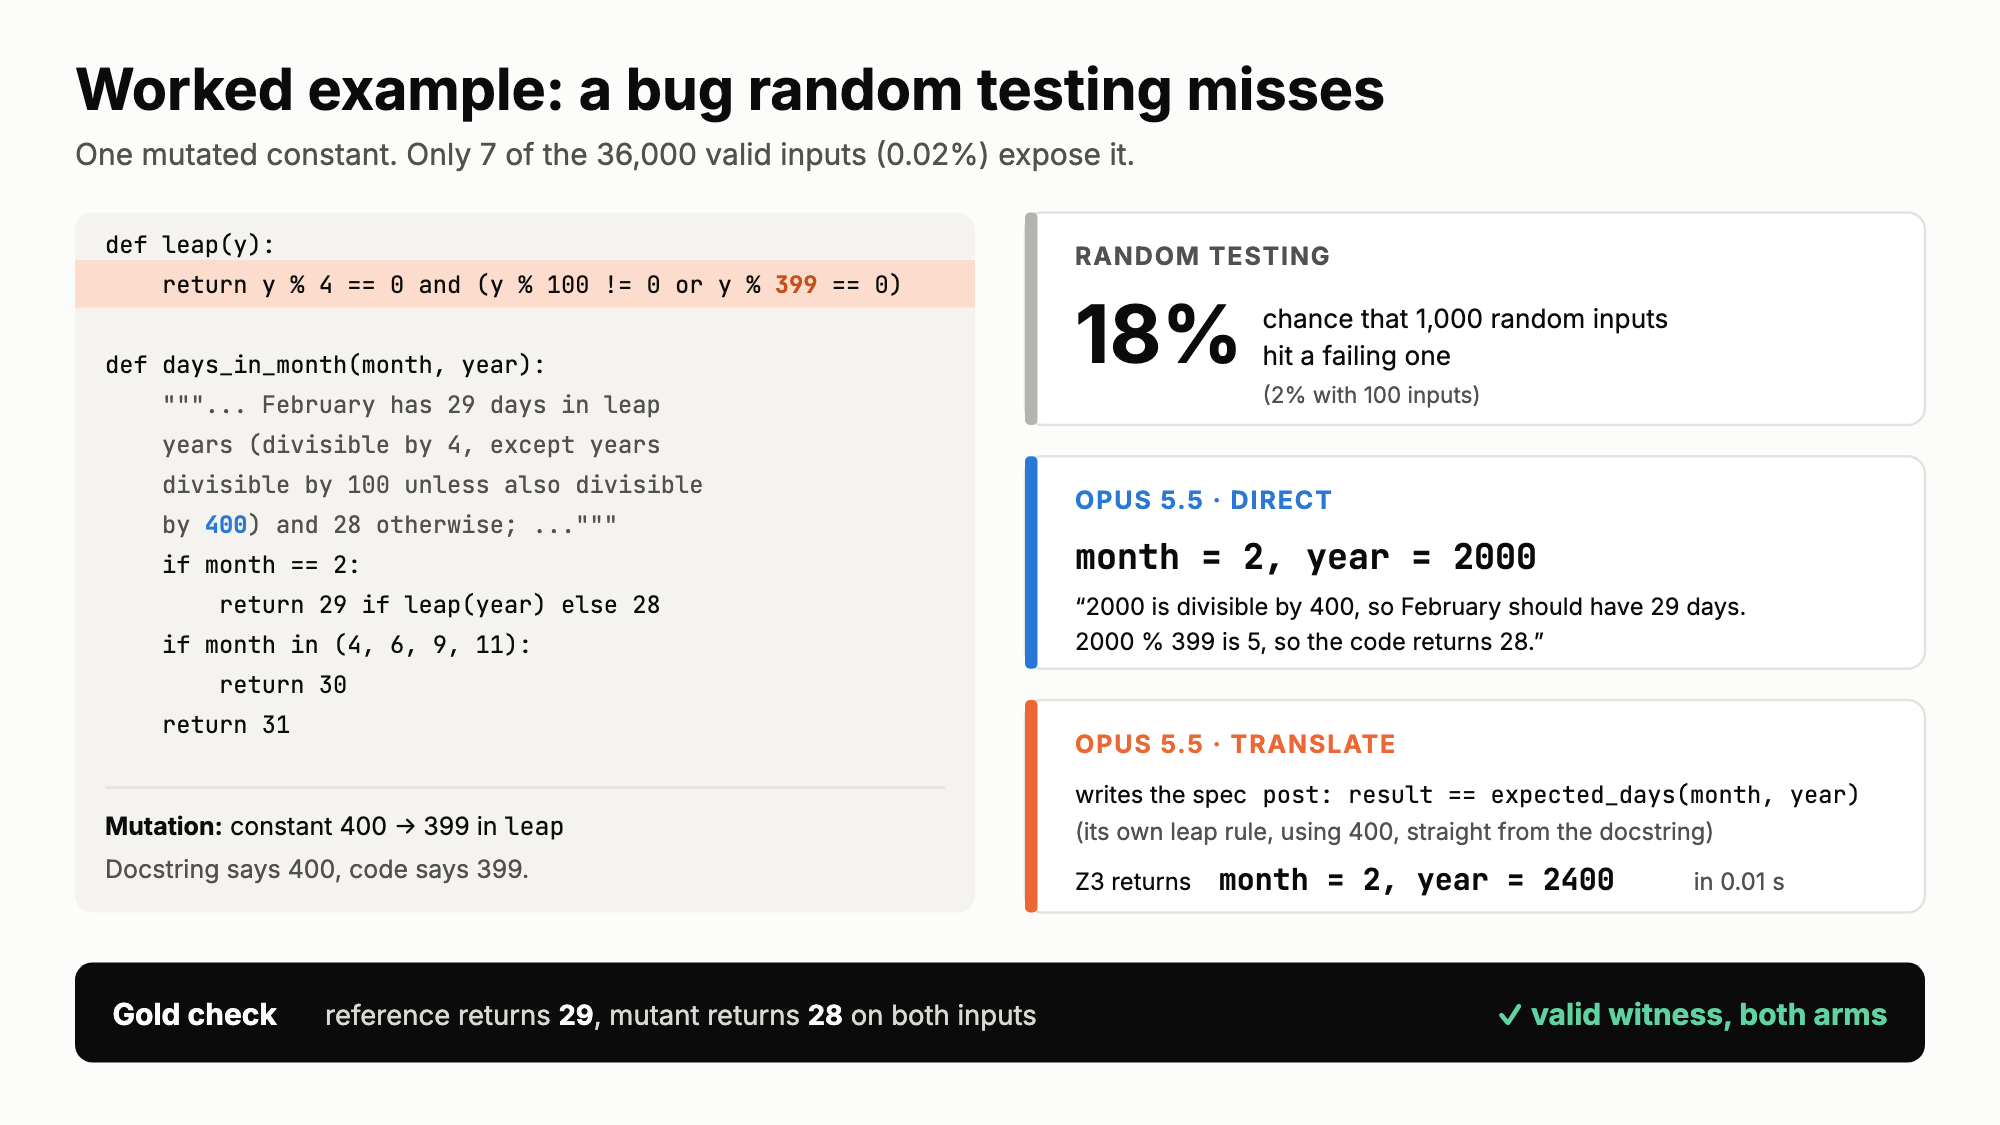 Worked example: a bug random testing misses
One mutated constant. Only 7 of the 36,000 valid inputs (0.02%) expose it.
def leap(y):
    return y % 4 == 0 and (y % 100 != 0 or y % 399 == 0)
def days_in_month(month, year):
    """... February has 29 days in leap
    years (divisible by 4, except years
    divisible by 100 unless also divisible
    by 400) and 28 otherwise; ..."""
    if month == 2:
        return 29 if leap(year) else 28
    if month in (4, 6, 9, 11):
        return 30
    return 31
Mutation: constant 400 → 399 in leap
Docstring says 400, code says 399.
RANDOM TESTING
18%
chance that 1,000 random inputs
hit a failing one
(2% with 100 inputs)
OPUS 5.5 · DIRECT
month = 2, year = 2000
“2000 is divisible by 400, so February should have 29 days.
2000 % 399 is 5, so the code returns 28.”
OPUS 5.5 · TRANSLATE
writes the spec post: result == expected_days(month, year)
(its own leap rule, using 400, straight from the docstring)
Z3 returns month = 2, year = 2400 in 0.01 s
Gold check reference returns 29, mutant returns 28 on both inputs ✓ valid witness, both arms